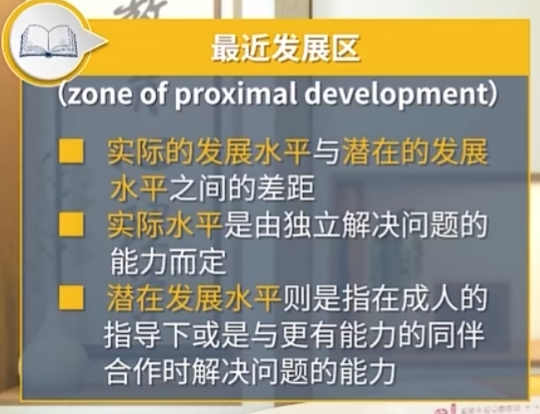 最近发展区
（zone of proximal development）
■ 实际的发展水平与潜在的发展
水平之间的差距
■ 实际水平是由独立解决问题的
能力而定
■ 潜在发展水平则是指在成人的
指导下或是与更有能力的同伴
合作时解决问题的能力